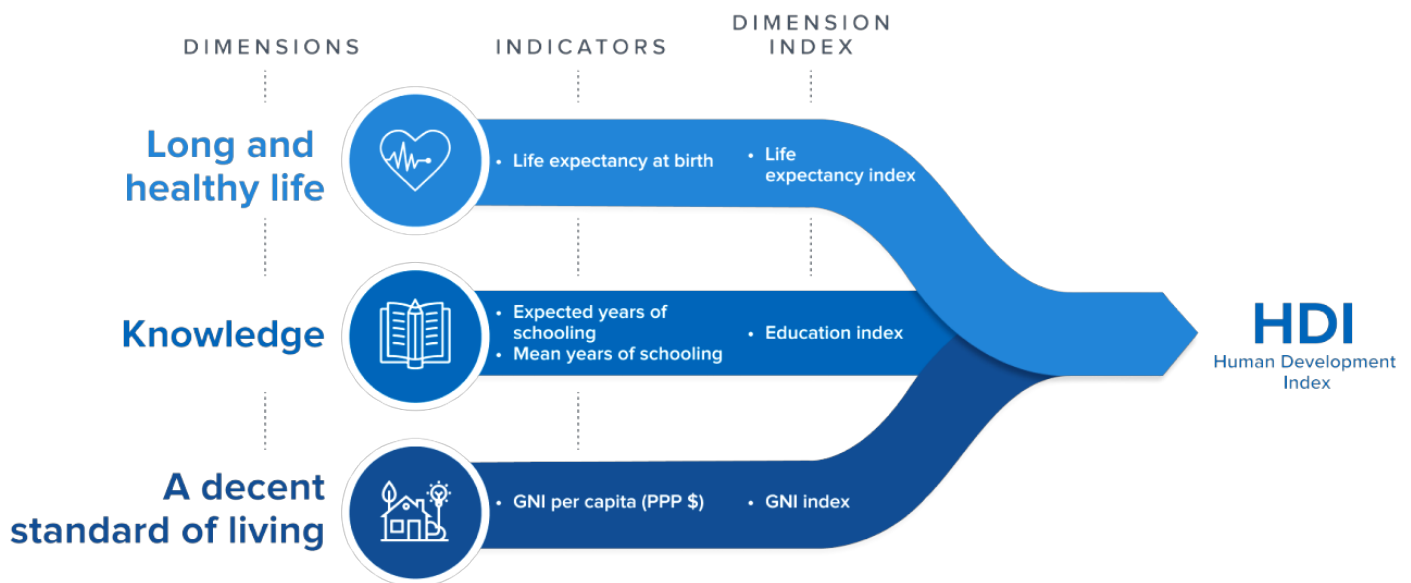 DIMENSIONS
INDICATORS
DIMENSION
INDEX
Long and
healthy life
• Life expectancy at birth
• Life
expectancy index
Knowledge
• Expected years of
schooling
• Mean years of schooling
• Education index
A decent
standard of living
• GNI per capita (PPP $)
• GNI index
HDI
Human Development
Index